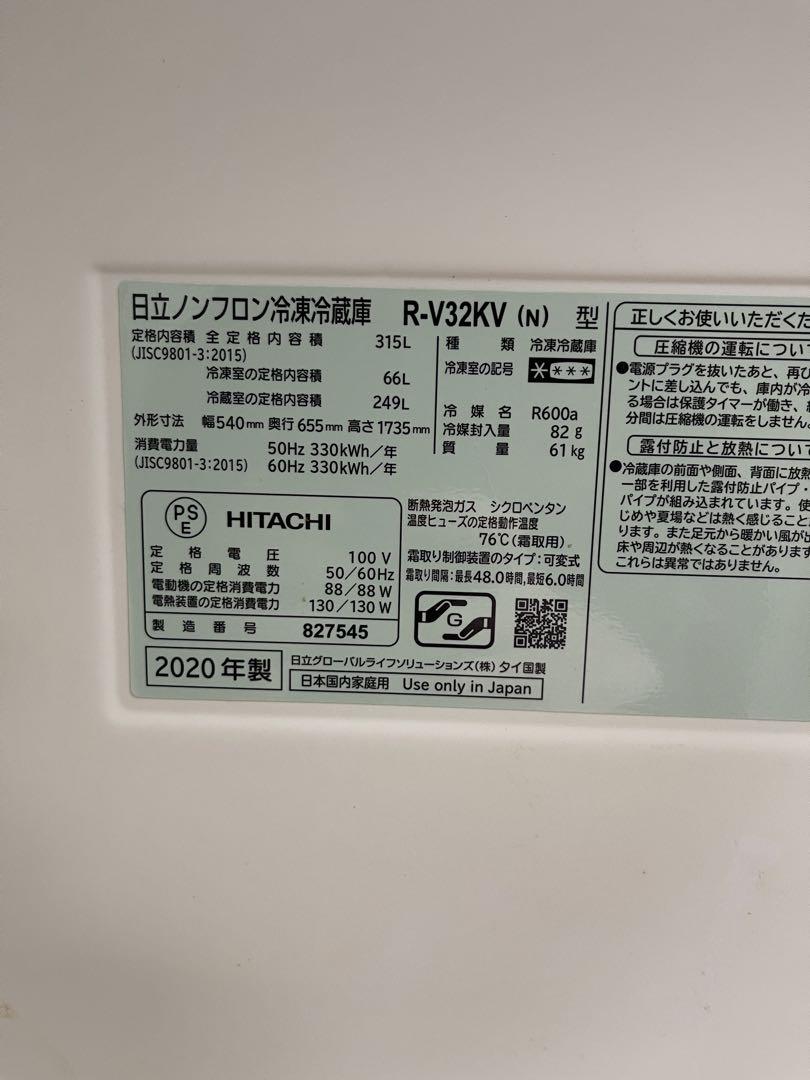 日立ノンフロン冷凍冷蔵庫 R-V32KV (N) 型
定格内容積 全定格内容積 315L
(JISC9801-3:2015)
冷凍室の定格内容積 66L
冷蔵室の定格内容積 249L
外形寸法 幅540mm 奥行655mm 高さ1735mm
消費電力量 50Hz 330kWh/年
(JISC9801-3:2015) 60Hz 330kWh/年
種類 冷凍冷蔵庫
冷凍室の記号 ****
冷媒名 R600a
冷媒封入量 82g
質量 61kg
PS
E
HITACHI
定格電圧 100V
定格周波数 50/60Hz
電動機の定格消費電力 88/88W
電熱装置の定格消費電力 130/130W
製造番号 827545
断熱発泡ガス シクロペンタン
温度ヒューズの定格動作温度
76℃(霜取用)
霜取り制御装置のタイプ:可変式
霜取り間隔:最長48.0時間,最短6.0時間
G
2020年製
日立グローバルライフソリューションズ(株) タイ国製
日本国内家庭用 Use only in Japan
正しくお使いいただくた
圧縮機の運転につい
●電源プラグを抜いたあと、再び
ントに差し込んでも、庫内が冷
る場合は保護タイマーが働き、
分間は圧縮機の運転をしません。
露付防止と放熱につい
●冷蔵庫の前面や側面、背面に放熱
一部を利用した露付防止パイプ・
パイプが組み込まれています。使
じめや夏場などは熱く感じること
ります。また足元から暖かい風が出
床や周辺が熱くなることがあります
これらは異常ではありません。